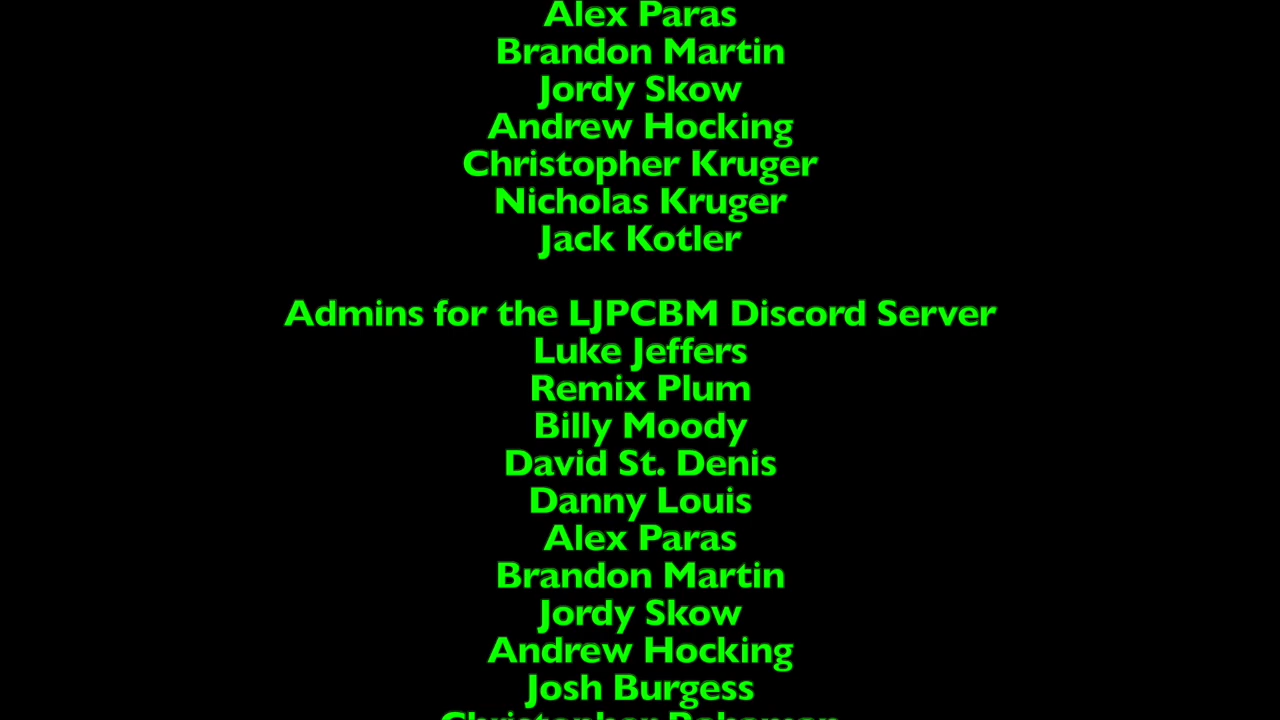 Alex Paras
Brandon Martin
Jordy Skow
Andrew Hocking
Christopher Kruger
Nicholas Kruger
Jack Kotler
Admins for the LJPCBM Discord Server
Luke Jeffers
Remix Plum
Billy Moody
David St. Denis
Danny Louis
Alex Paras
Brandon Martin
Jordy Skow
Andrew Hocking
Josh Burgess
Christopher